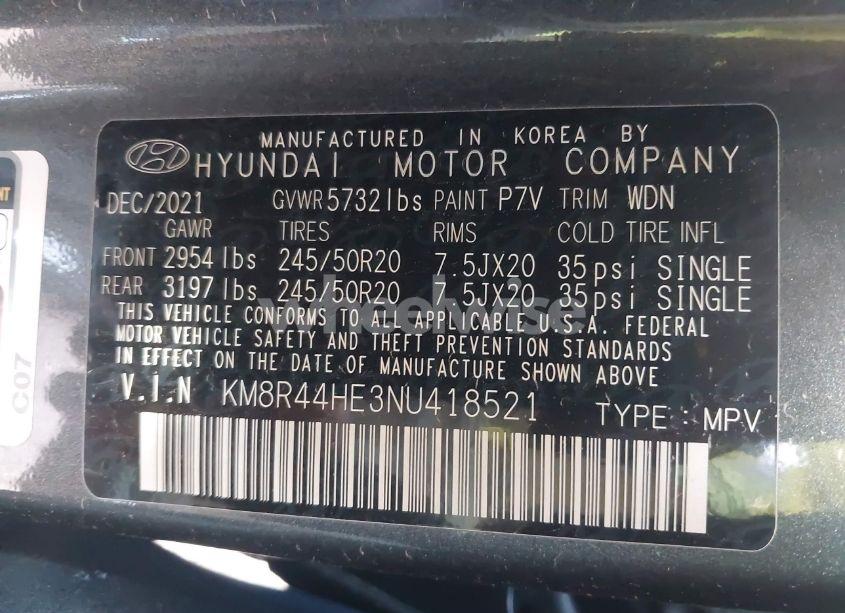 MANUFACTURED IN KOREA BY
HYUNDAI MOTOR COMPANY
DEC/2021 GVWR 5732 lbs PAINT P7V TRIM WDN
GAWR TIRES RIMS COLD TIRE INFL
FRONT 2954 lbs 245/50R20 7.5JX20 35psi SINGLE
REAR 3197 lbs 245/50R20 7.5JX20 35psi SINGLE
THIS VEHICLE CONFORMS TO ALL APPLICABLE U.S.A. FEDERAL
MOTOR VEHICLE SAFETY AND THEFT PREVENTION STANDARDS
IN EFFECT ON THE DATE OF MANUFACTURE SHOWN ABOVE.
V.I.N KM8R44HE3NU418521 TYPE : MPV
C07
wheelwise